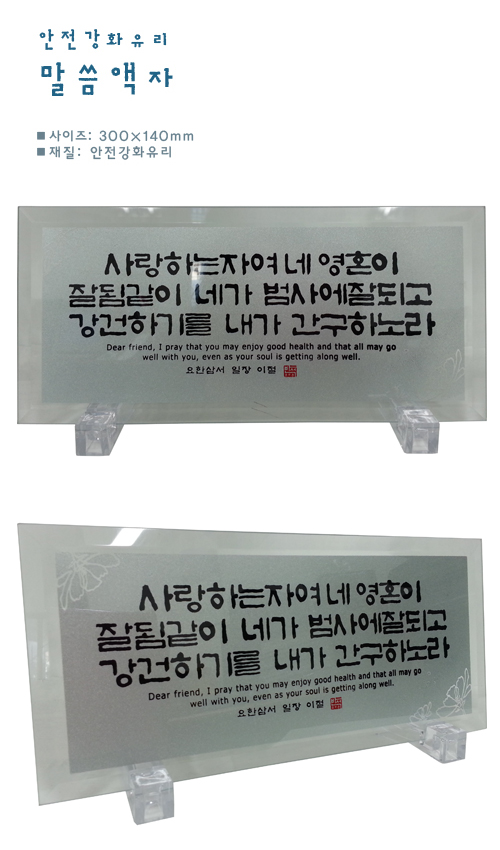 안전강화유리
말씀액자
■ 사이즈: 300×140mm
■ 재질: 안전강화유리
사랑하는자여 네 영혼이
잘됨같이 네가 범사에잘되고
강건하기를 내가 간구하노라
Dear friend, I pray that you may enjoy good health and that all may go
well with you, even as your soul is getting along well.
요한삼서 일장 이절
사랑하는자여 네 영혼이
잘됨같이 네가 범사에잘되고
강건하기를 내가 간구하노라
Dear friend, I pray that you may enjoy good health and that all may go
well with you, even as your soul is getting along well.
요한삼서 일장 이절